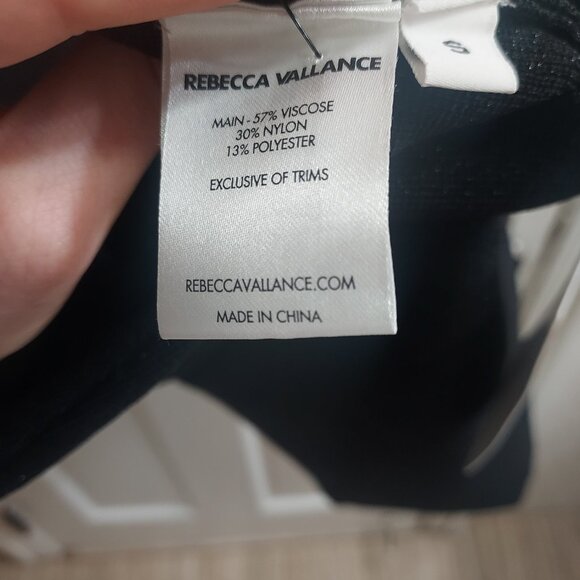 REBECCA VALLANCE
MAIN - 57% VISCOSE
30% NYLON
13% POLYESTER
EXCLUSIVE OF TRIMS
REBECCAVALLANCE.COM
MADE IN CHINA
S